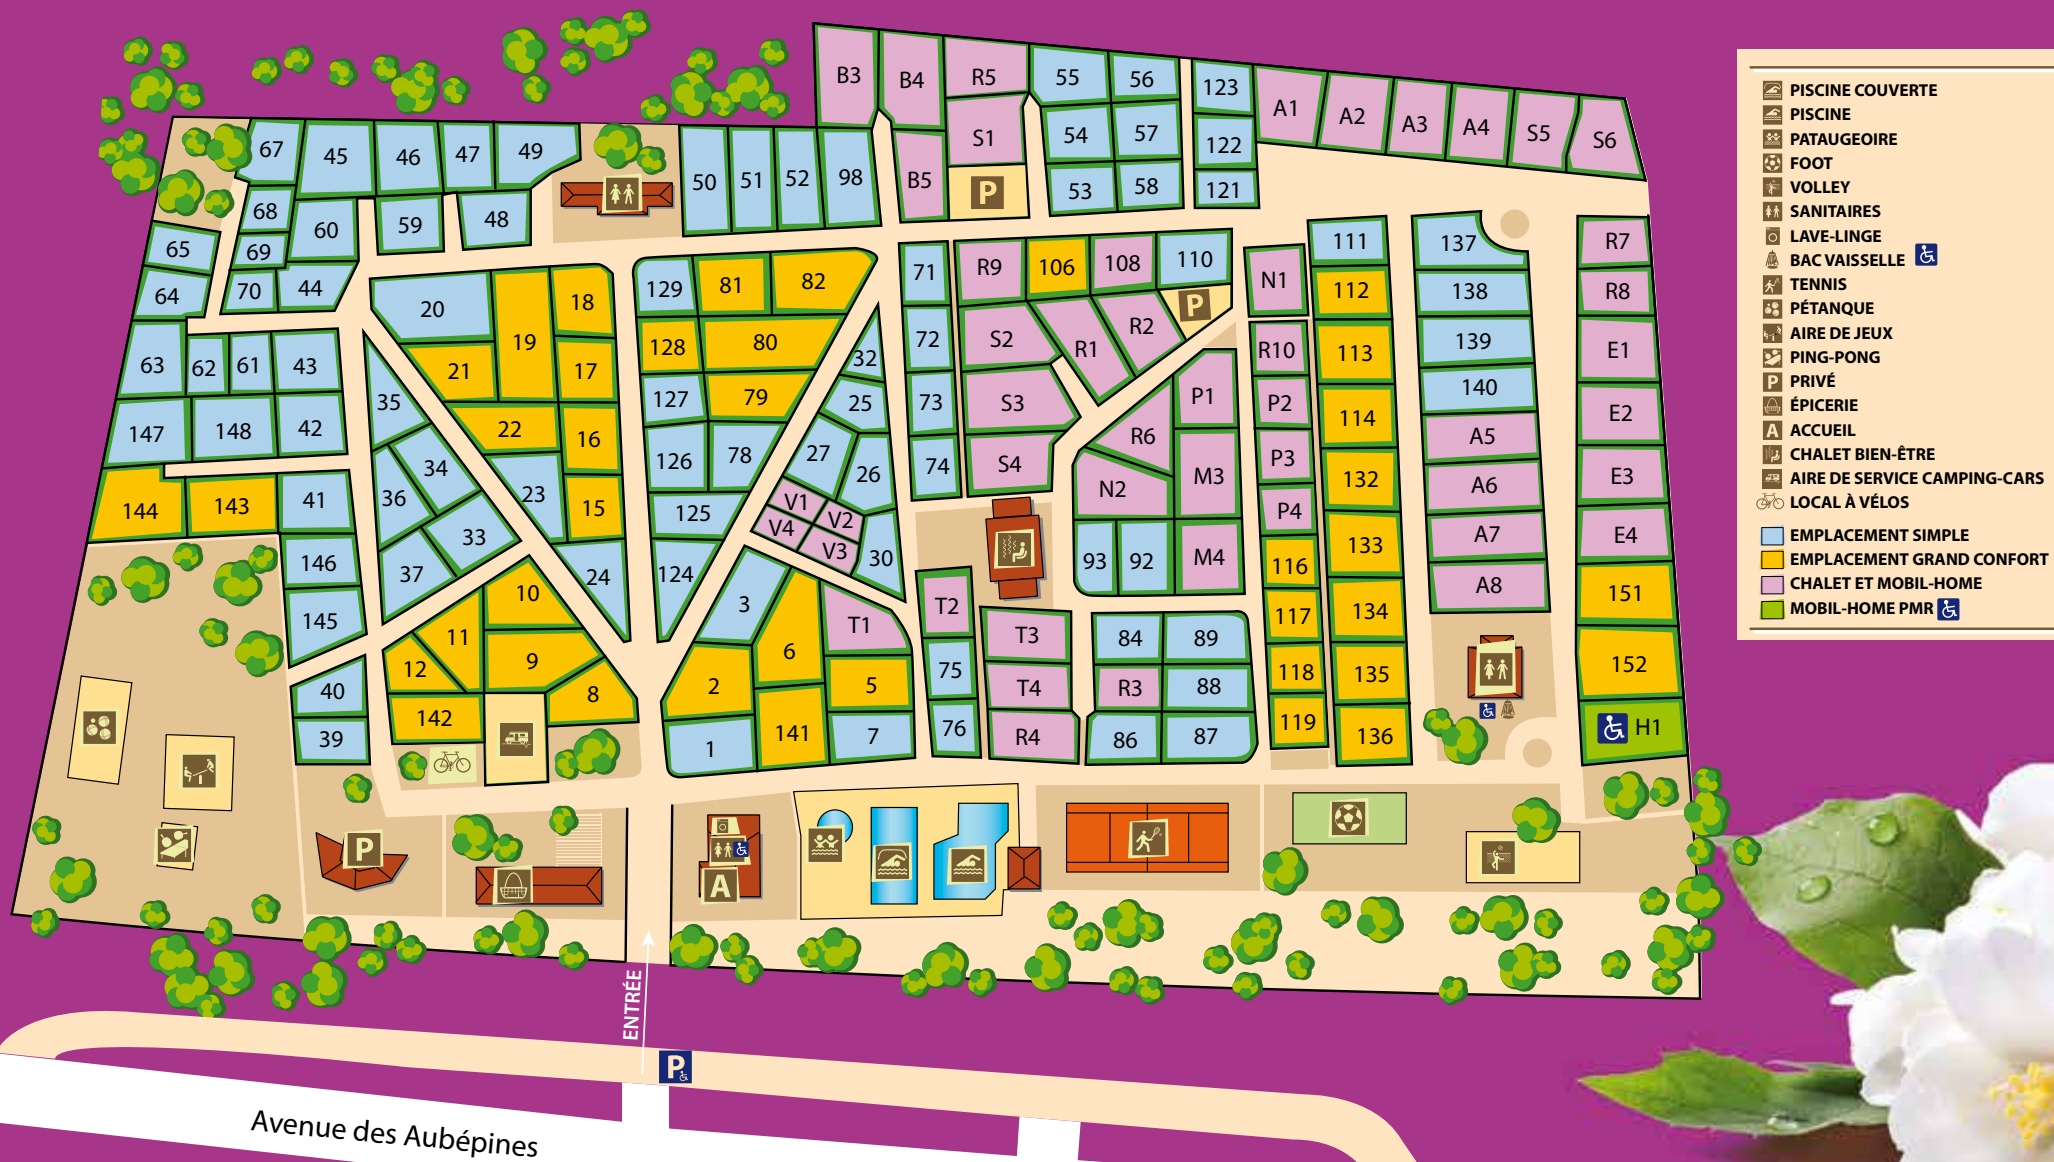 B3 B4 R5 55 56 123 A1 A2 A3 A4 S5 S6
S1 54 57 122
B5 P 53 58 121
67 45 46 47 49 50 51 52 98
68 60 59 48
65 69
64 70 44
63 62 61 43
147 148 42
144 143 41
146
145
40
39
20 19 18
21 17
22 16
23 15
24
35
34
36
33
37
10
11
12 9
8
142
129 81 82
128 80
127 79
126 78
125
124
32
25
27
26
V1 V2
V4 V3
30
3
6 T1
2 5
1 141 7
71 R9 106 108 110
P
72 S2 R1 R2
73 S3
74 S4
P1
R6
N2 M3
93 92 M4
T2 T3 84 89
75 T4 R3 88
76 R4 86 87
N1
R10
P2
P3
P4
116
117
118
119
111
112
113
114
132
133
134
135
136
137
138
139
140
A5
A6
A7
A8
R7
R8
E1
E2
E3
E4
151
152
H1
P
A
ENTRÉE
P
Avenue des Aubépines
PISCINE COUVERTE
PISCINE
PATAUGEOIRE
FOOT
VOLLEY
SANITAIRES
LAVE-LINGE
BAC VAISSELLE
TENNIS
PÉTANQUE
AIRE DE JEUX
PING-PONG
P PRIVÉ
ÉPICERIE
A ACCUEIL
CHALET BIEN-ÊTRE
AIRE DE SERVICE CAMPING-CARS
LOCAL À VÉLOS
EMPLACEMENT SIMPLE
EMPLACEMENT GRAND CONFORT
CHALET ET MOBIL-HOME
MOBIL-HOME PMR